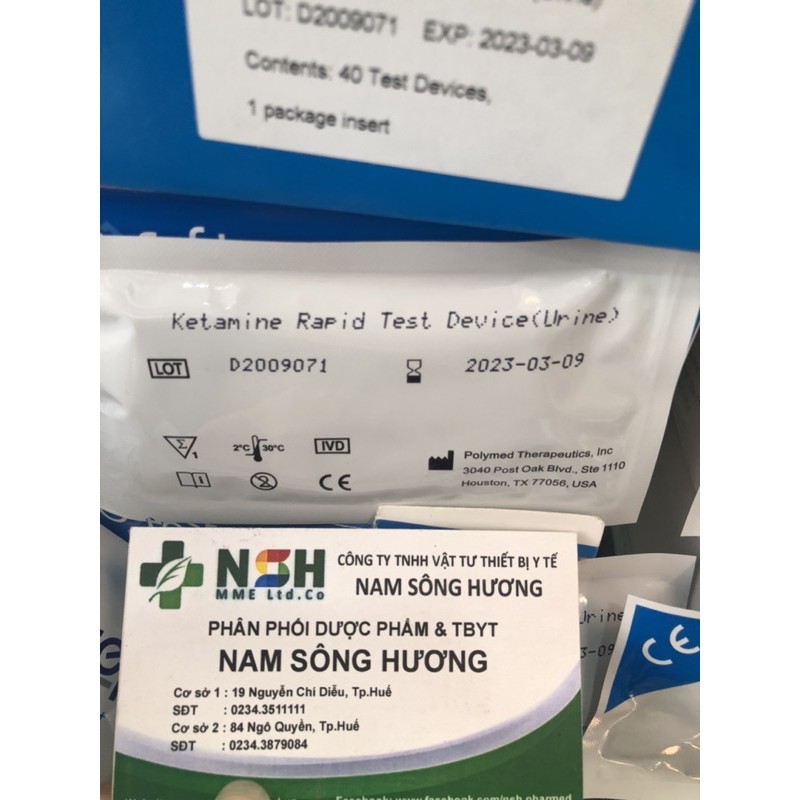 LOT: D2009071 EXP: 2023-03-09
Contents: 40 Test Devices,
1 package insert
Ketamine Rapid Test Device(Urine)
LOT D2009071 2023-03-09
Σ 1 2°C 30°C IVD
i 2 CE
Polymed Therapeutics, Inc
3040 Post Oak Blvd., Ste 1110
Houston, TX 77056, USA
NSH
MME Ltd.Co
CÔNG TY TNHH VẬT TƯ THIẾT BỊ Y TẾ
NAM SÔNG HƯƠNG
PHÂN PHỐI DƯỢC PHẨM & TBYT
NAM SÔNG HƯƠNG
Cơ sở 1 : 19 Nguyễn Chí Diểu, Tp.Huế
SĐT : 0234.3511111
Cơ sở 2 : 84 Ngô Quyền, Tp.Huế
SĐT : 0234.3879084
Urine
3-09
CE